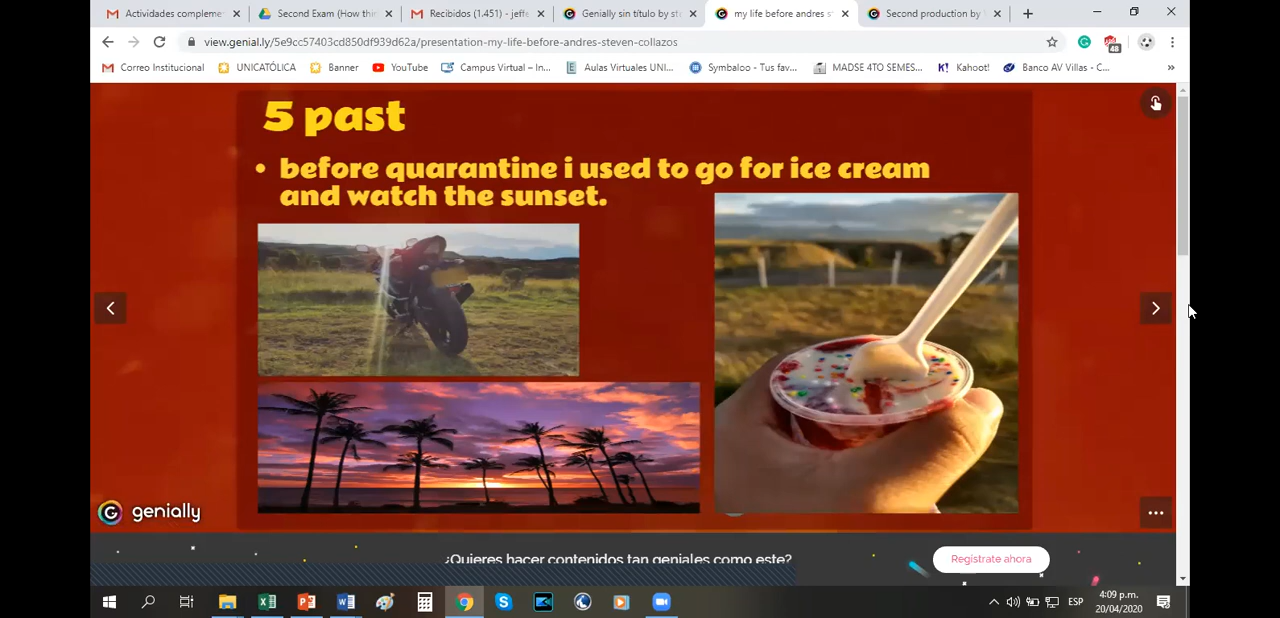 Actividades compleme
Second Exam (How thi
Recibidos (1.451) - jeff
Genially sin título by st
my life before andres s
Second production by
view.genial.ly/5e9cc57403cd850df939d62a/presentation-my-life-before-andres-steven-collazos
48
Correo Institucional
UNICATÓLICA
Banner
YouTube
Campus Virtual – In...
Aulas Virtuales UNI...
Symbaloo - Tus fav...
MADSE 4TO SEMES...
Kahoot!
Banco AV Villas - C...
»
5 past
• before quarantine i used to go for ice cream
and watch the sunset.
genially
¿Quieres hacer contenidos tan geniales como este?
Regístrate ahora
ESP
4:09 p.m.
20/04/2020